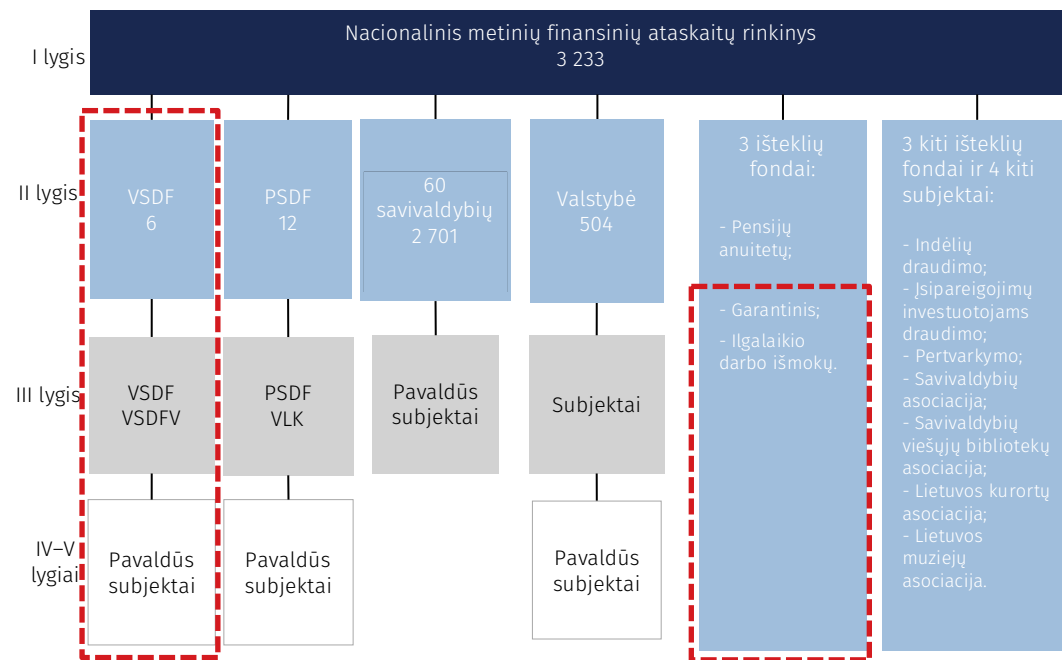 Nacionalinis metinių finansinių ataskaitų rinkinys
3 233
I lygis
II lygis
VSDF
6
PSDF
12
60
savivaldybių
2 701
Valstybė
504
3 išteklių
fondai:
- Pensijų
anuitetų;
- Garantinis;
- Ilgalaikio
darbo išmokų.
3 kiti išteklių
fondai ir 4 kiti
subjektai:
- Indėlių
draudimo;
- Įsipareigojimų
investuotojams
draudimo;
- Pertvarkymo;
- Savivaldybių
asociacija;
- Savivaldybių
viešųjų bibliotekų
asociacija;
- Lietuvos kurortų
asociacija;
- Lietuvos
muziejų
asociacija.
III lygis
VSDF
VSDFV
PSDF
VLK
Pavaldūs
subjektai
Subjektai
IV–V
lygiai
Pavaldūs
subjektai
Pavaldūs
subjektai
Pavaldūs
subjektai